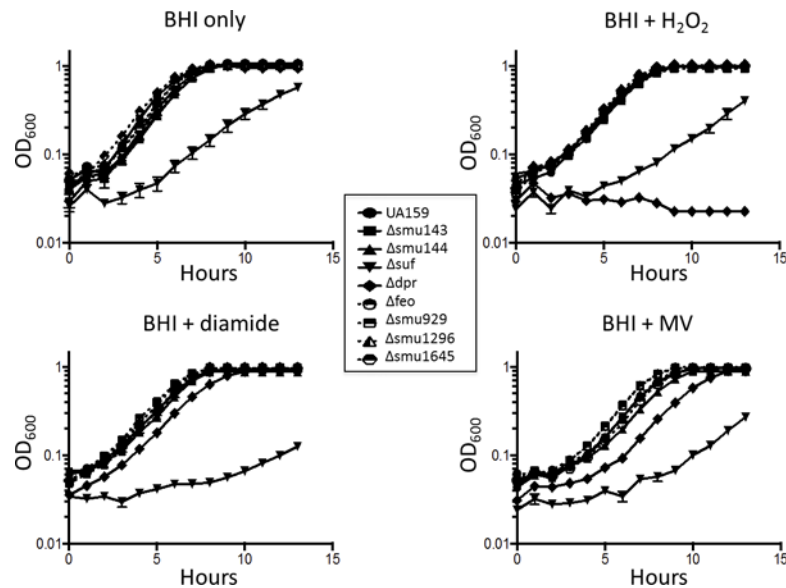 BHI only
OD600
1
0.1
0.01
0 5 10 15
Hours
BHI + H2O2
OD600
1
0.1
0.01
0 5 10 15
Hours
UA159
Δsmu143
Δsmu144
Δsuf
Δdpr
Δfeo
Δsmu929
Δsmu1296
Δsmu1645
BHI + diamide
OD600
1
0.1
0.01
0 5 10 15
Hours
BHI + MV
OD600
1
0.1
0.01
0 5 10 15
Hours